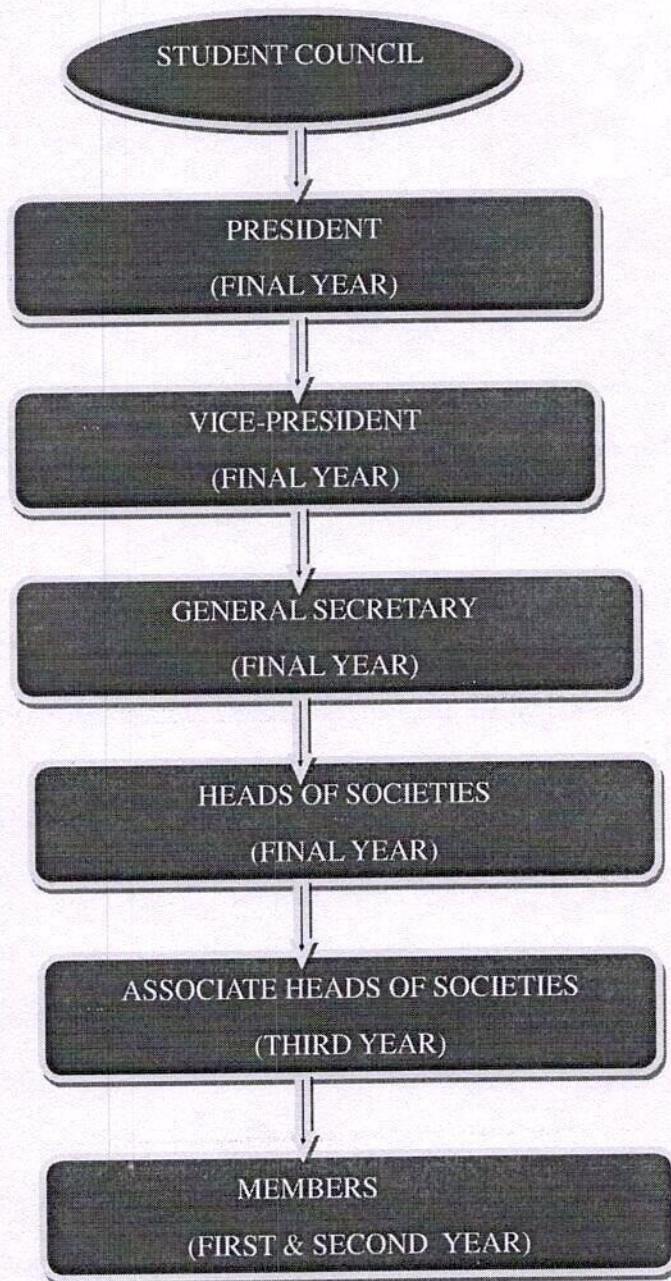 STUDENT COUNCIL
PRESIDENT
(FINAL YEAR)
VICE-PRESIDENT
(FINAL YEAR)
GENERAL SECRETARY
(FINAL YEAR)
HEADS OF SOCIETIES
(FINAL YEAR)
ASSOCIATE HEADS OF SOCIETIES
(THIRD YEAR)
MEMBERS
(FIRST & SECOND YEAR)